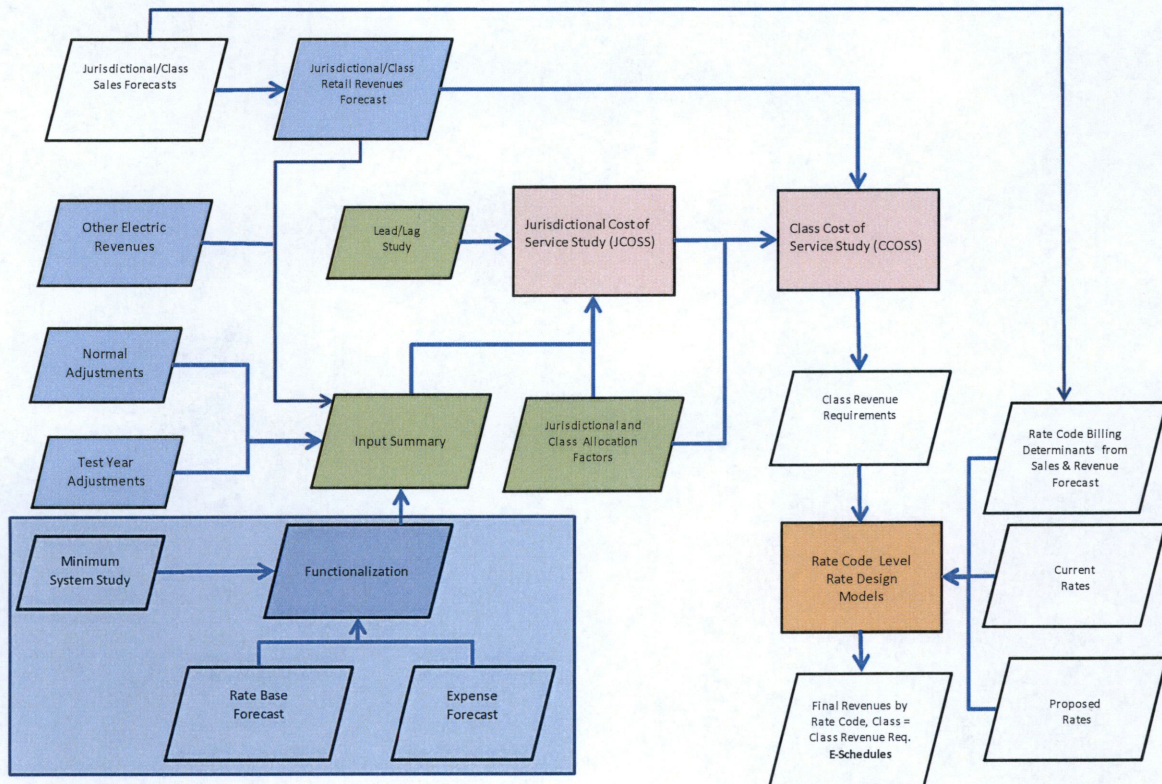 Jurisdictional/Class
Sales Forecasts
Jurisdictional/Class
Retail Revenues
Forecast
Other Electric
Revenues
Lead/Lag
Study
Jurisdictional Cost of
Service Study (JCOSS)
Class Cost of
Service Study (CCOSS)
Normal
Adjustments
Test Year
Adjustments
Input Summary
Jurisdictional and
Class Allocation
Factors
Class Revenue
Requirements
Rate Code Billing
Determinants from
Sales & Revenue
Forecast
Minimum
System Study
Functionalization
Rate Code Level
Rate Design
Models
Current
Rates
Rate Base
Forecast
Expense
Forecast
Final Revenues by
Rate Code, Class =
Class Revenue Req.
E-Schedules
Proposed
Rates